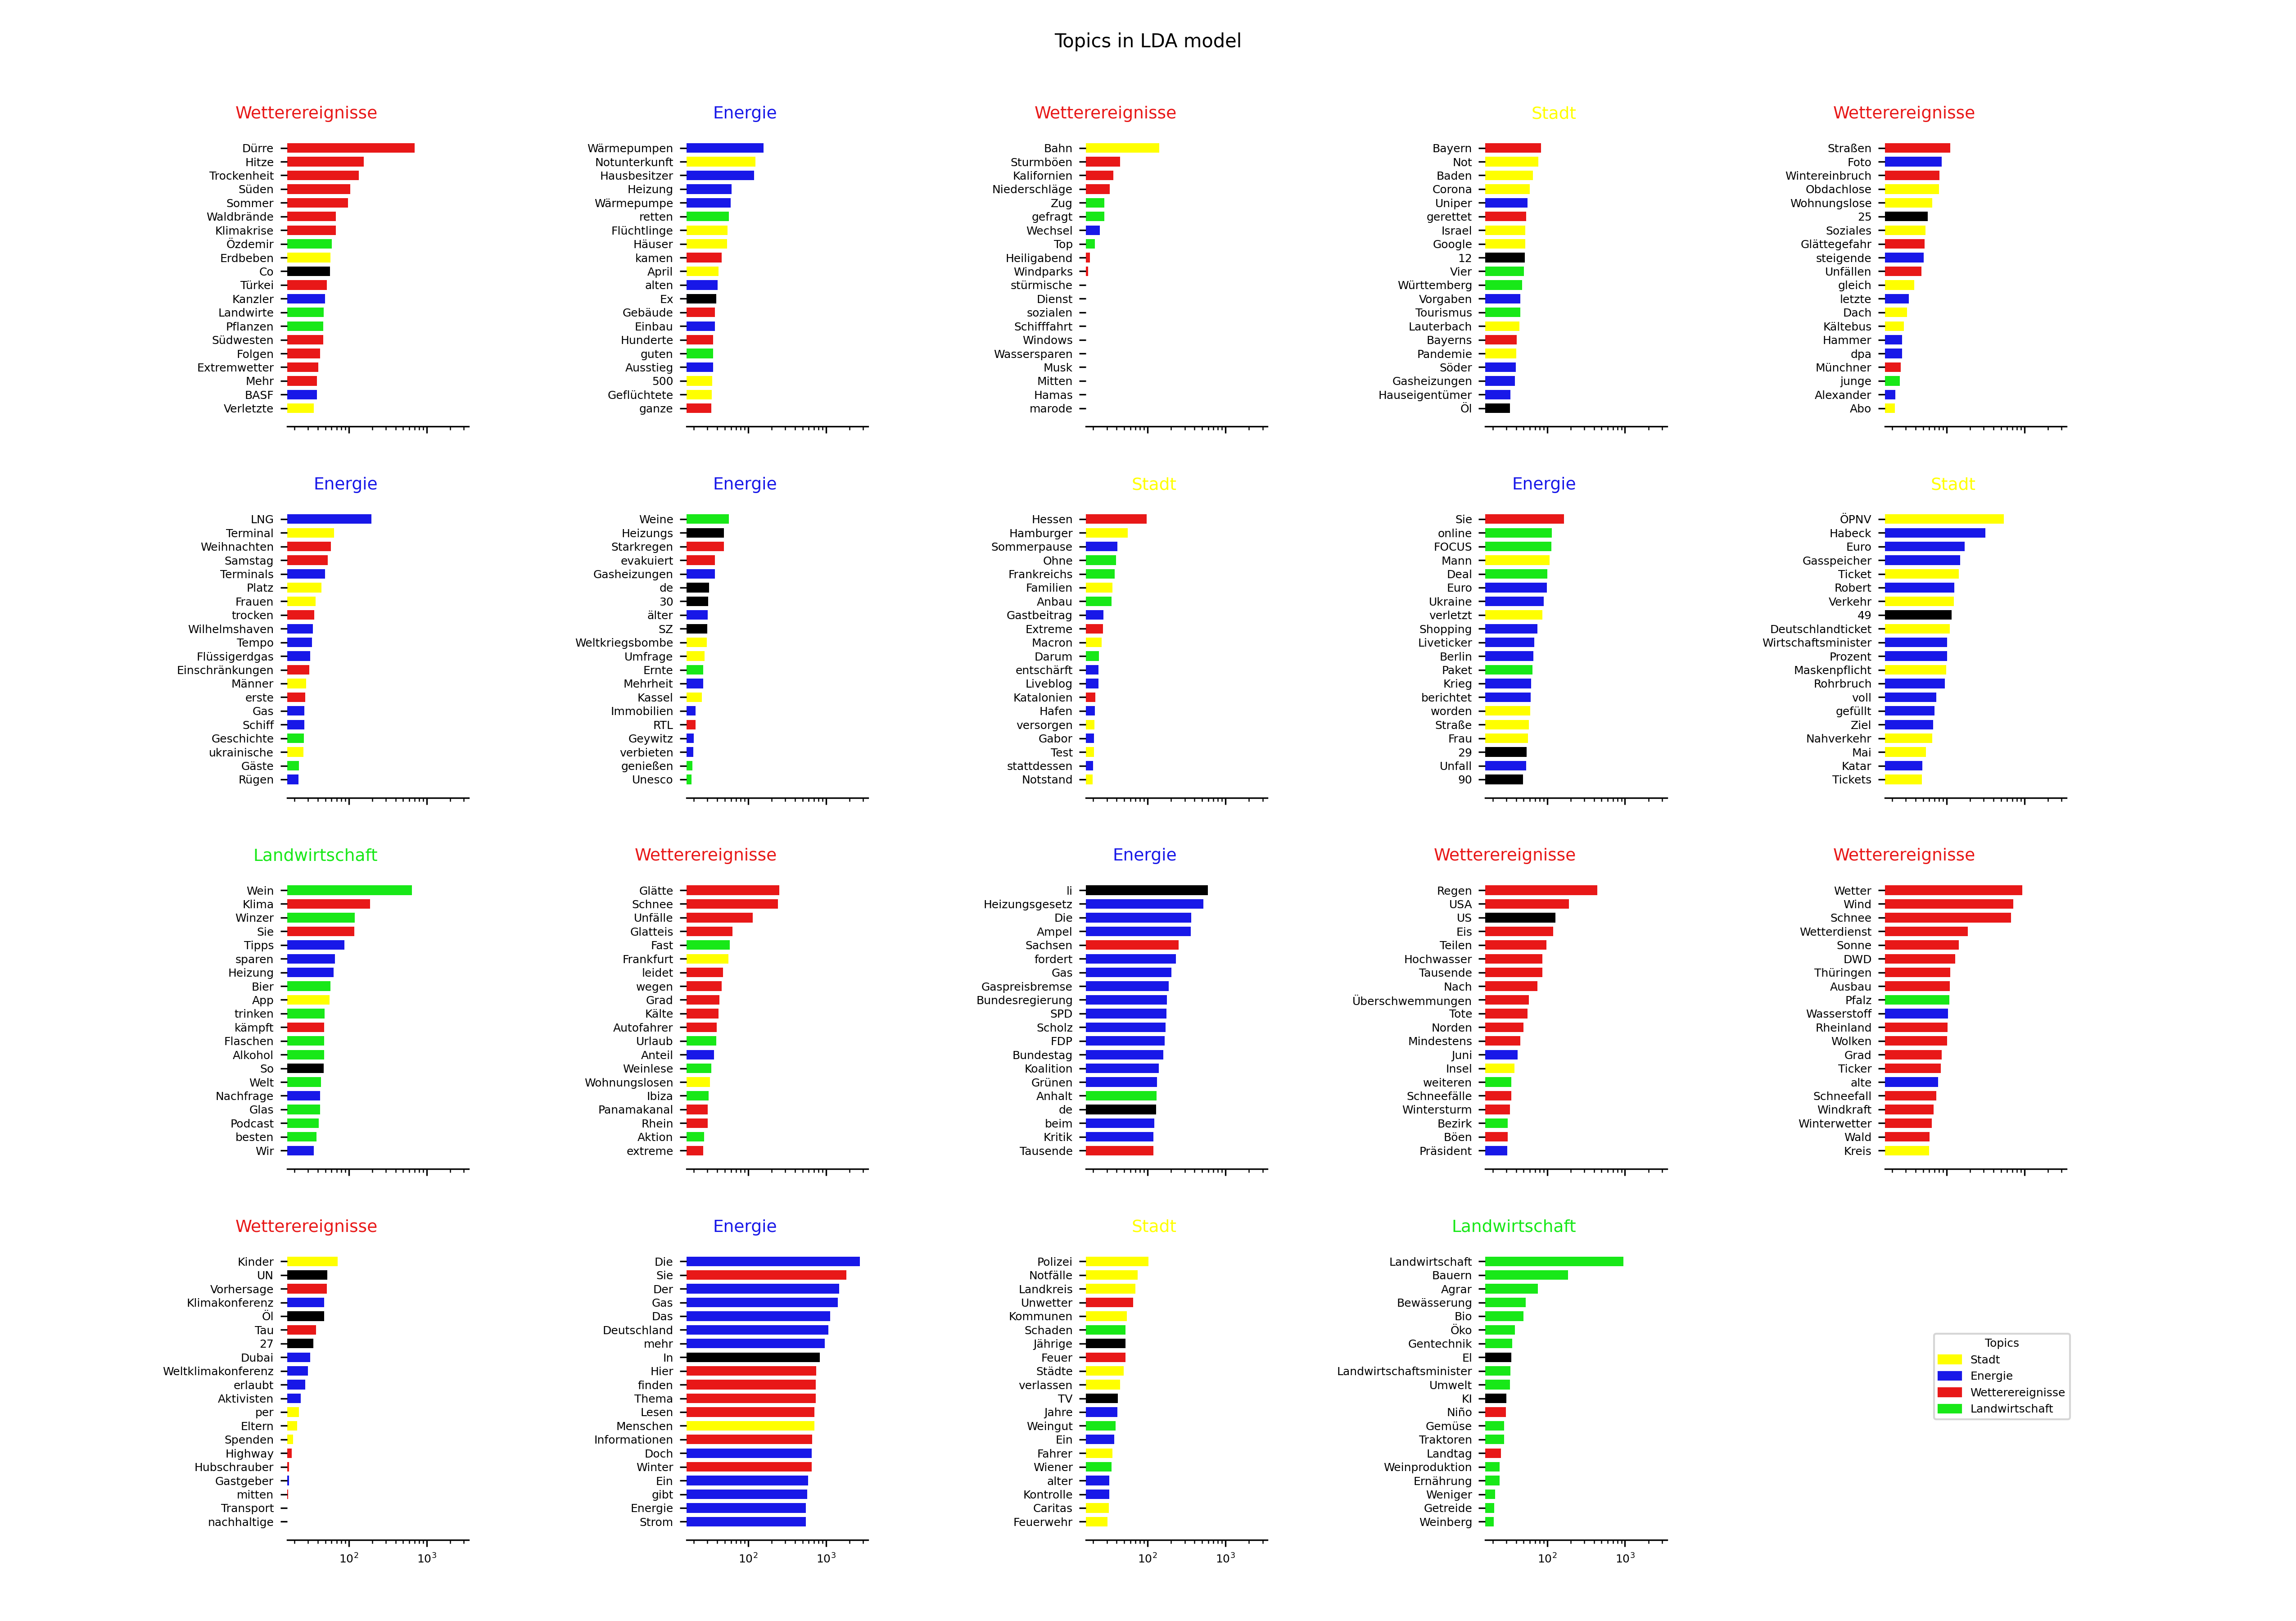 Topics in LDA model
Wetterereignisse
Dürre
Hitze
Trockenheit
Süden
Sommer
Waldbrände
Klimakrise
Özdemir
Erdbeben
Co
Türkei
Kanzler
Landwirte
Pflanzen
Südwesten
Folgen
Extremwetter
Mehr
BASF
Verletzte
Energie
Wärmepumpen
Notunterkunft
Hausbesitzer
Heizung
Wärmepumpe
retten
Flüchtlinge
Häuser
kamen
April
alten
Ex
Gebäude
Einbau
Hunderte
guten
Ausstieg
500
Geflüchtete
ganze
Wetterereignisse
Bahn
Sturmböen
Kalifornien
Niederschläge
Zug
gefragt
Wechsel
Top
Heiligabend
Windparks
stürmische
Dienst
sozialen
Schifffahrt
Windows
Wassersparen
Musk
Mitten
Hamas
marode
Stadt
Bayern
Not
Baden
Corona
Uniper
gerettet
Israel
Google
12
Vier
Württemberg
Vorgaben
Tourismus
Lauterbach
Bayerns
Pandemie
Söder
Gasheizungen
Hauseigentümer
Öl
Wetterereignisse
Straßen
Foto
Wintereinbruch
Obdachlose
Wohnungslose
25
Soziales
Glättegefahr
steigende
Unfällen
gleich
letzte
Dach
Kältebus
Hammer
dpa
Münchner
junge
Alexander
Abo
Energie
LNG
Terminal
Weihnachten
Samstag
Terminals
Platz
Frauen
trocken
Wilhelmshaven
Tempo
Flüssigerdgas
Einschränkungen
Männer
erste
Gas
Schiff
Geschichte
ukrainische
Gäste
Rügen
Energie
Weine
Heizungs
Starkregen
evakuiert
Gasheizungen
de
30
älter
SZ
Weltkriegsbombe
Umfrage
Ernte
Mehrheit
Kassel
Immobilien
RTL
Geywitz
verbieten
genießen
Unesco
Stadt
Hessen
Hamburger
Sommerpause
Ohne
Frankreichs
Familien
Anbau
Gastbeitrag
Extreme
Macron
Darum
entschärft
Liveblog
Katalonien
Hafen
versorgen
Gabor
Test
stattdessen
Notstand
Energie
Sie
online
FOCUS
Mann
Deal
Euro
Ukraine
verletzt
Shopping
Liveticker
Berlin
Paket
Krieg
berichtet
worden
Straße
Frau
29
Unfall
90
Stadt
ÖPNV
Habeck
Euro
Gasspeicher
Ticket
Robert
Verkehr
49
Deutschlandticket
Wirtschaftsminister
Prozent
Maskenpflicht
Rohrbruch
voll
gefüllt
Ziel
Nahverkehr
Mai
Katar
Tickets
Landwirtschaft
Wein
Klima
Winzer
Sie
Tipps
sparen
Heizung
Bier
App
trinken
kämpft
Flaschen
Alkohol
So
Welt
Nachfrage
Glas
Podcast
besten
Wir
Wetterereignisse
Glätte
Schnee
Unfälle
Glatteis
Fast
Frankfurt
leidet
wegen
Grad
Kälte
Autofahrer
Urlaub
Anteil
Weinlese
Wohnungslosen
Ibiza
Panamakanal
Rhein
Aktion
extreme
Energie
li
Heizungsgesetz
Die
Ampel
Sachsen
fordert
Gas
Gaspreisbremse
Bundesregierung
SPD
Scholz
FDP
Bundestag
Koalition
Grünen
Anhalt
de
beim
Kritik
Tausende
Wetterereignisse
Regen
USA
US
Eis
Teilen
Hochwasser
Tausende
Nach
Überschwemmungen
Tote
Norden
Mindestens
Juni
Insel
weiteren
Schneefälle
Wintersturm
Bezirk
Böen
Präsident
Wetterereignisse
Wetter
Wind
Schnee
Wetterdienst
Sonne
DWD
Thüringen
Ausbau
Pfalz
Wasserstoff
Rheinland
Wolken
Grad
Ticker
alte
Schneefall
Windkraft
Winterwetter
Wald
Kreis
Wetterereignisse
Kinder
UN
Vorhersage
Klimakonferenz
Öl
Tau
27
Dubai
Weltklimakonferenz
erlaubt
Aktivisten
per
Eltern
Spenden
Highway
Hubschrauber
Gastgeber
mitten
Transport
nachhaltige
10² 10³
Energie
Die
Sie
Der
Gas
Das
Deutschland
mehr
In
Hier
finden
Thema
Lesen
Menschen
Informationen
Doch
Winter
Ein
gibt
Energie
Strom
10² 10³
Stadt
Polizei
Notfälle
Landkreis
Unwetter
Kommunen
Schaden
Jährige
Feuer
Städte
verlassen
TV
Jahre
Weingut
Ein
Fahrer
Wiener
alter
Kontrolle
Caritas
Feuerwehr
10² 10³
Landwirtschaft
Landwirtschaft
Bauern
Agrar
Bewässerung
Bio
Öko
Gentechnik
El
Landwirtschaftsminister
Umwelt
KI
Niño
Gemüse
Traktoren
Landtag
Weinproduktion
Ernährung
Weniger
Getreide
Weinberg
10² 10³
Topics
Stadt
Energie
Wetterereignisse
Landwirtschaft